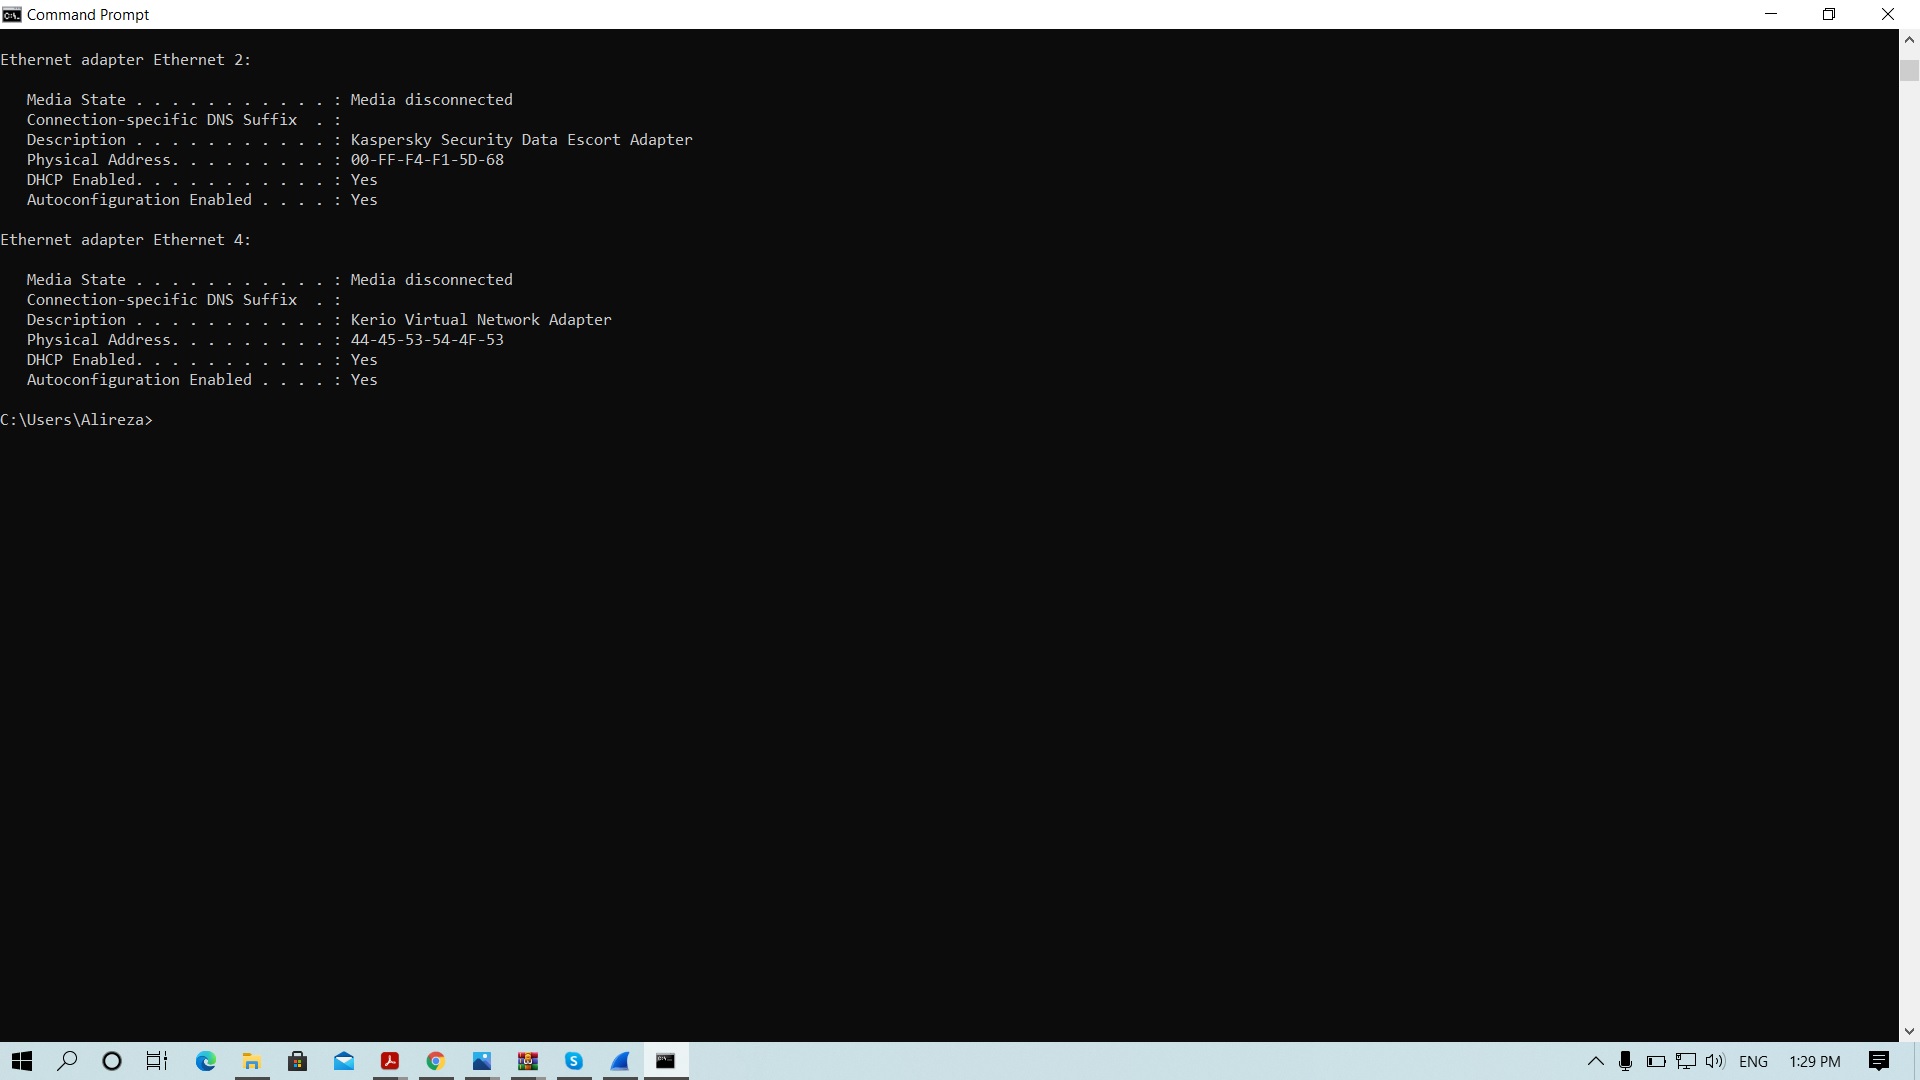 Command Prompt
Ethernet adapter Ethernet 2:
   Media State . . . . . . . . . . . : Media disconnected
   Connection-specific DNS Suffix  . :
   Description . . . . . . . . . . . : Kaspersky Security Data Escort Adapter
   Physical Address. . . . . . . . . : 00-FF-F4-F1-5D-68
   DHCP Enabled. . . . . . . . . . . : Yes
   Autoconfiguration Enabled . . . . : Yes
Ethernet adapter Ethernet 4:
   Media State . . . . . . . . . . . : Media disconnected
   Connection-specific DNS Suffix  . :
   Description . . . . . . . . . . . : Kerio Virtual Network Adapter
   Physical Address. . . . . . . . . : 44-45-53-54-4F-53
   DHCP Enabled. . . . . . . . . . . : Yes
   Autoconfiguration Enabled . . . . : Yes
C:\Users\Alireza>
ENG 1:29 PM